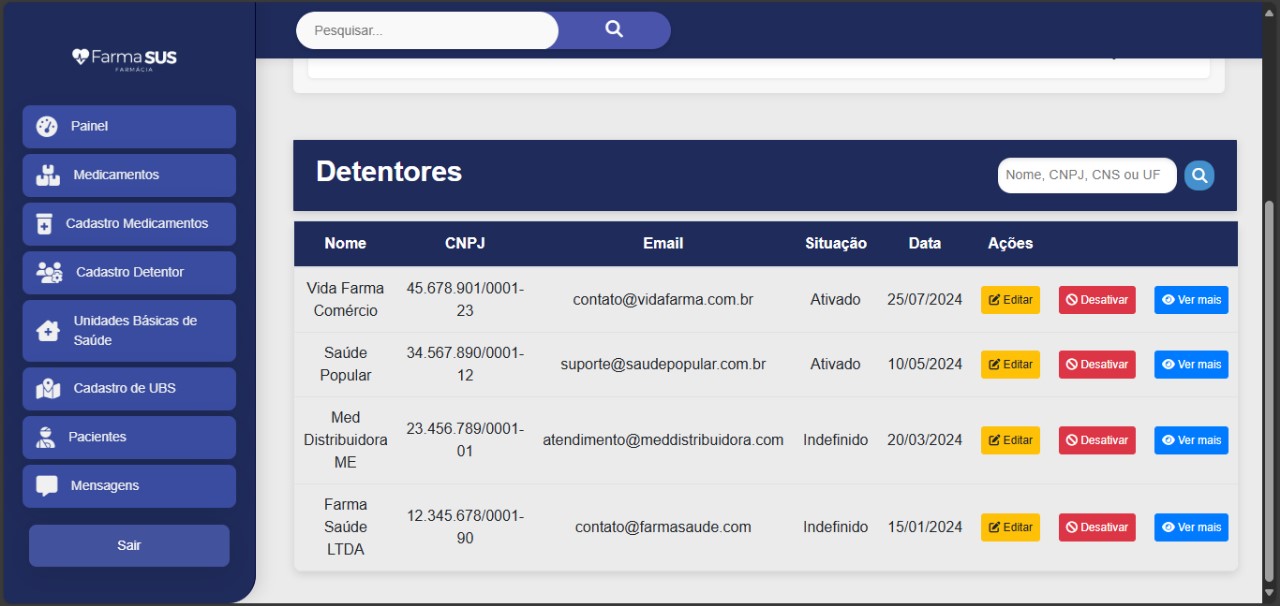 Farma SUS
FARMÁCIA
Painel
Medicamentos
Cadastro Medicamentos
Cadastro Detentor
Unidades Básicas de
Saúde
Cadastro de UBS
Pacientes
Mensagens
Sair
Pesquisar...
Detentores
Nome, CNPJ, CNS ou UF
Nome CNPJ Email Situação Data Ações
Vida Farma
Comércio
45.678.901/0001-
23
contato@vidafarma.com.br Ativado 25/07/2024 Editar Desativar Ver mais
Saúde
Popular
34.567.890/0001-
12
suporte@saudepopular.com.br Ativado 10/05/2024 Editar Desativar Ver mais
Med
Distribuidora
ME
23.456.789/0001-
01
atendimento@meddistribuidora.com Indefinido 20/03/2024 Editar Desativar Ver mais
Farma
Saúde
LTDA
12.345.678/0001-
90
contato@farmasaude.com Indefinido 15/01/2024 Editar Desativar Ver mais